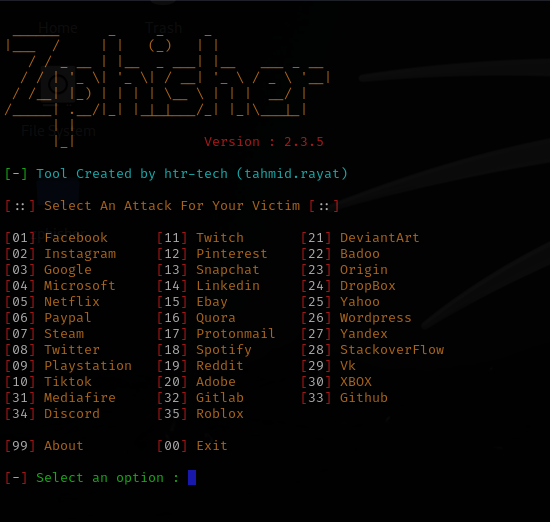 Home Trash
Zphisher
File System
Version : 2.3.5
[-] Tool Created by htr-tech (tahmid.rayat)
[::] Select An Attack For Your Victim [::]
[01] Facebook [11] Twitch [21] DeviantArt
[02] Instagram [12] Pinterest [22] Badoo
[03] Google [13] Snapchat [23] Origin
[04] Microsoft [14] Linkedin [24] DropBox
[05] Netflix [15] Ebay [25] Yahoo
[06] Paypal [16] Quora [26] Wordpress
[07] Steam [17] Protonmail [27] Yandex
[08] Twitter [18] Spotify [28] StackoverFlow
[09] Playstation [19] Reddit [29] Vk
[10] Tiktok [20] Adobe [30] XBOX
[31] Mediafire [32] Gitlab [33] Github
[34] Discord [35] Roblox
[99] About [00] Exit
[-] Select an option :